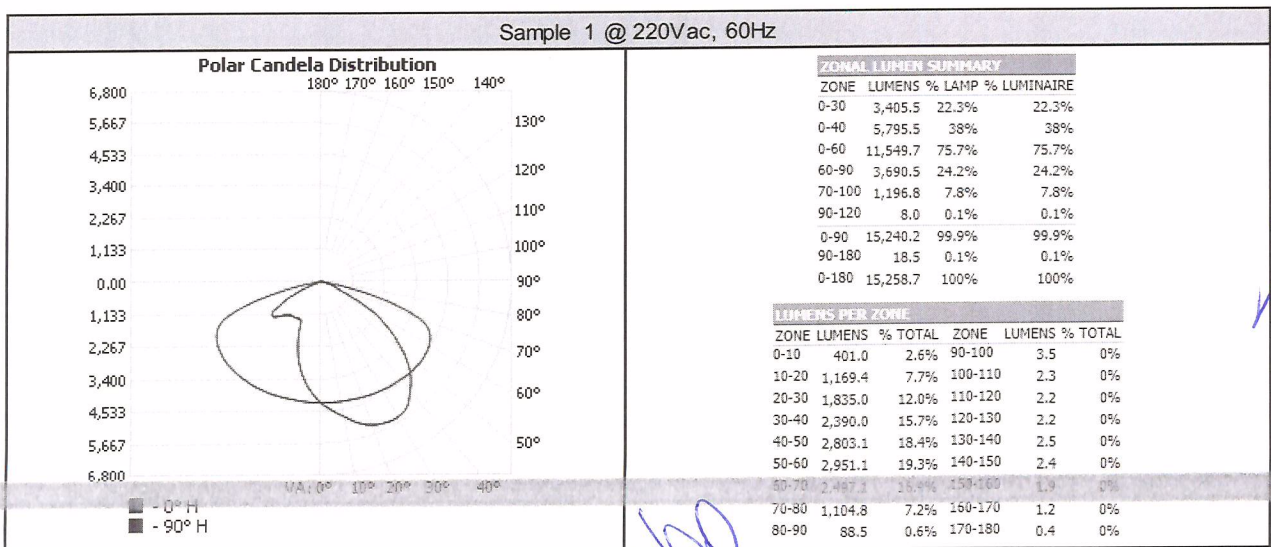 Sample 1 @ 220Vac, 60Hz
Polar Candela Distribution
180° 170° 160° 150° 140°
6,800
5,667
4,533
3,400
2,267
1,133
0.00
1,133
2,267
3,400
4,533
5,667
6,800
130°
120°
110°
100°
90°
80°
70°
60°
50°
VA: 0° 10° 20° 30° 40°
- 0° H
- 90° H
ZONAL LUMEN SUMMARY
ZONE LUMENS % LAMP % LUMINAIRE
0-30 3,405.5 22.3% 22.3%
0-40 5,795.5 38% 38%
0-60 11,549.7 75.7% 75.7%
60-90 3,690.5 24.2% 24.2%
70-100 1,196.8 7.8% 7.8%
90-120 8.0 0.1% 0.1%
0-90 15,240.2 99.9% 99.9%
90-180 18.5 0.1% 0.1%
0-180 15,258.7 100% 100%
LUMENS PER ZONE
ZONE LUMENS % TOTAL ZONE LUMENS % TOTAL
0-10 401.0 2.6% 90-100 3.5 0%
10-20 1,169.4 7.7% 100-110 2.3 0%
20-30 1,835.0 12.0% 110-120 2.2 0%
30-40 2,390.0 15.7% 120-130 2.2 0%
40-50 2,803.1 18.4% 130-140 2.5 0%
50-60 2,951.1 19.3% 140-150 2.4 0%
60-70 150-160 1.9 0%
70-80 1,104.8 7.2% 160-170 1.2 0%
80-90 88.5 0.6% 170-180 0.4 0%